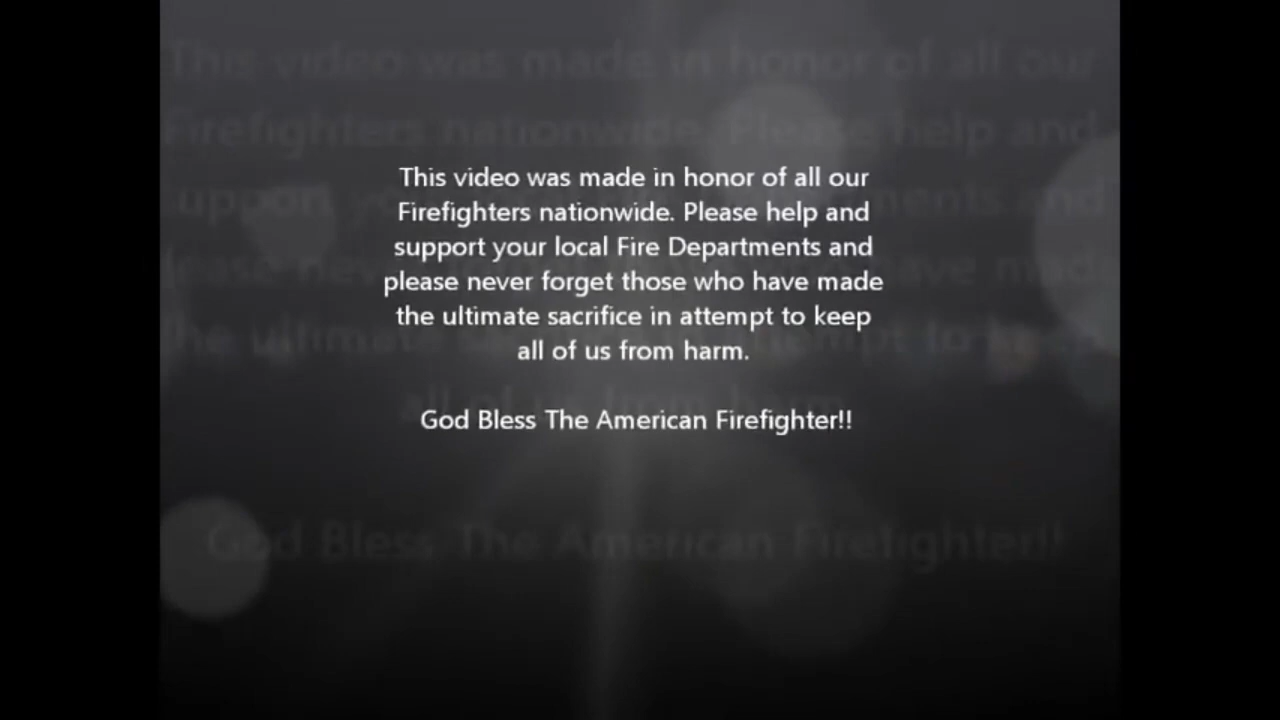 This video was made in honor of all our
Firefighters nationwide. Please help and
support your local Fire Departments and
please never forget those who have made
the ultimate sacrifice in attempt to keep
all of us from harm.
God Bless The American Firefighter!!